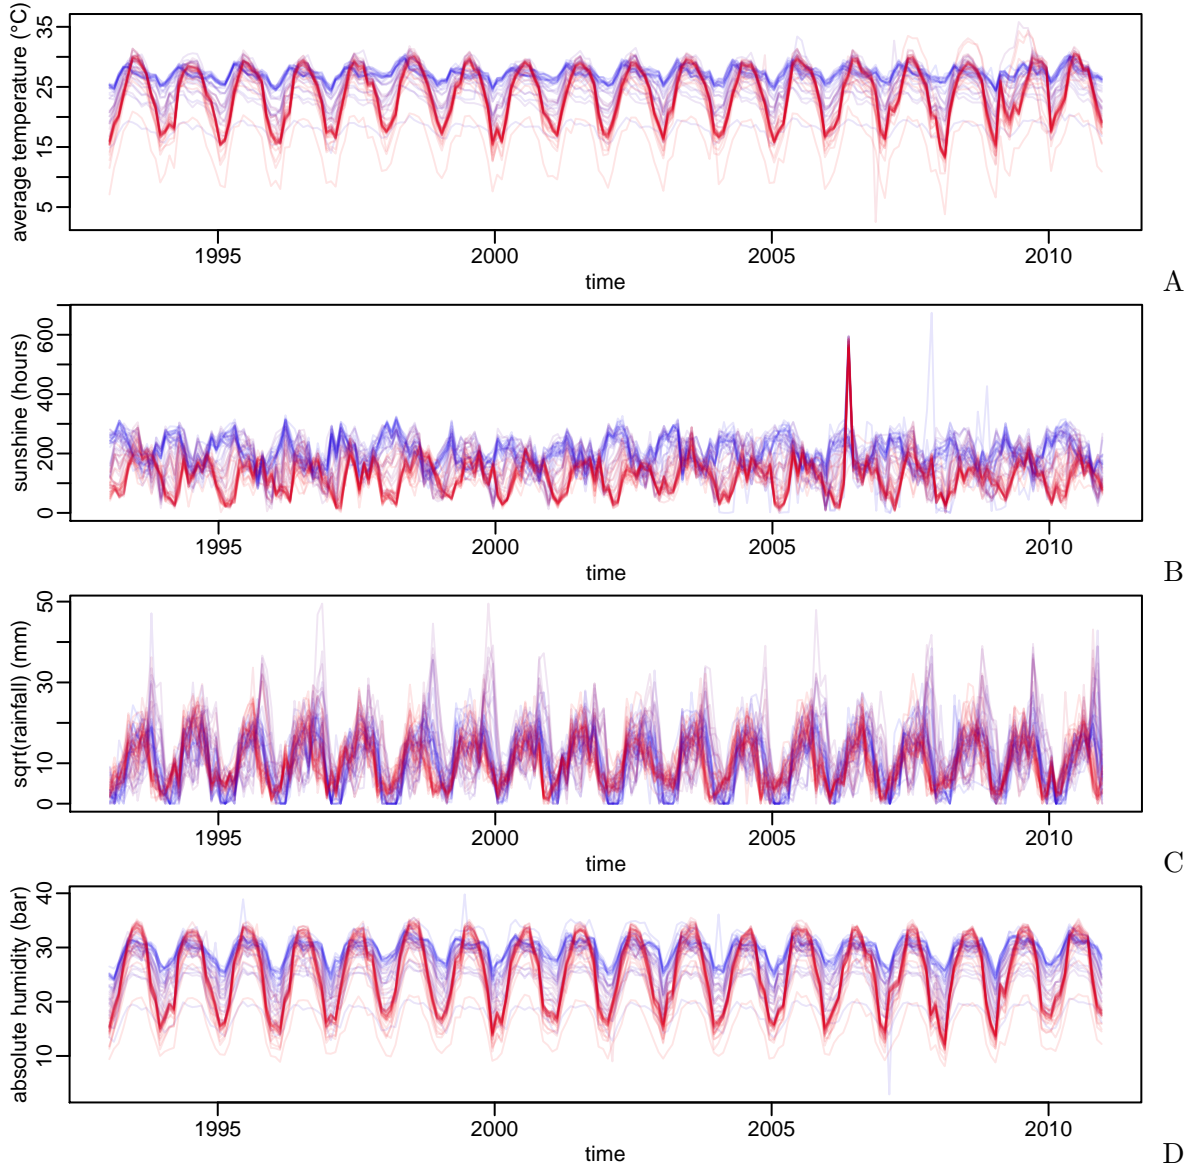 average temperature (°C)
35
25
15
5
1995
2000
2005
2010
time
A
sunshine (hours)
600
400
200
0
1995
2000
2005
2010
time
B
sqrt(rainfall) (mm)
50
30
10
0
1995
2000
2005
2010
time
C
absolute humidity (bar)
40
30
20
10
1995
2000
2005
2010
time
D